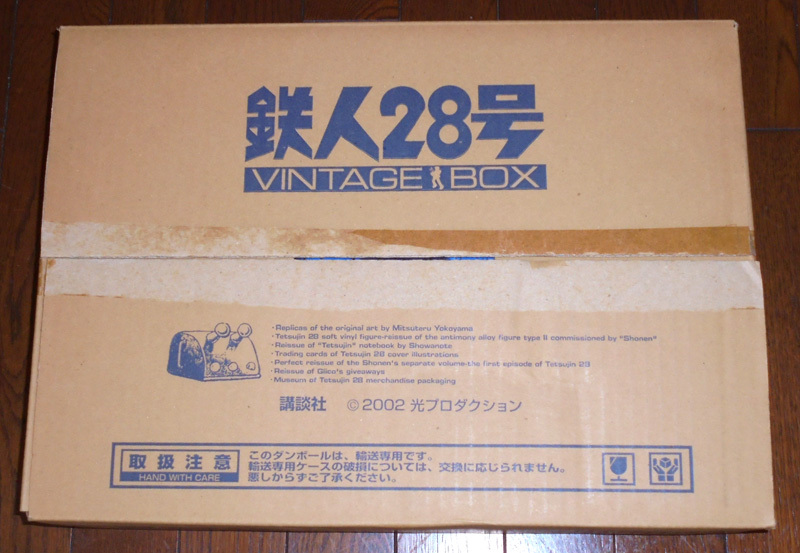 鉄人28号
VINTAGE BOX
・Replicas of the original art by Mitsuteru Yokoyama
・Tetsujin 28 soft vinyl figure-reissue of the antimony alloy figure type II commissioned by "Shonen"
・Reissue of "Tetsujin" notebook by Showanote
・Trading cards of Tetsujin 28 cover illustrations
・Perfect reissue of the Shonen's separate volume-the first episode of Tetsujin 28
・Reissue of Glico's giveaways
・Museum of Tetsujin 28 merchandise packaging
講談社 ©2002 光プロダクション
取扱注意
HAND WITH CARE
このダンボールは、輸送専用です。
輸送専用ケースの破損については、交換に応じられません。
悪しからずご了承ください。